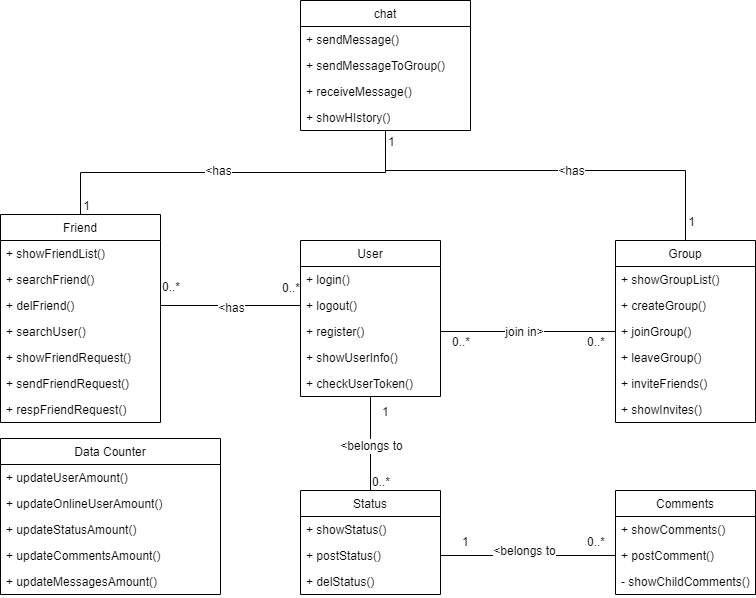 chat
+ sendMessage()
+ sendMessageToGroup()
+ receiveMessage()
+ showHIstory()
1
<has
<has
1
1
Friend
+ showFriendList()
+ searchFriend()
+ delFriend()
+ searchUser()
+ showFriendRequest()
+ sendFriendRequest()
+ respFriendRequest()
0..*
0..*
<has
User
+ login()
+ logout()
+ register()
+ showUserInfo()
+ checkUserToken()
join in>
0..*
0..*
Group
+ showGroupList()
+ createGroup()
+ joinGroup()
+ leaveGroup()
+ inviteFriends()
+ showInvites()
1
<belongs to
0..*
Data Counter
+ updateUserAmount()
+ updateOnlineUserAmount()
+ updateStatusAmount()
+ updateCommentsAmount()
+ updateMessagesAmount()
Status
+ showStatus()
+ postStatus()
+ delStatus()
1
<belongs to
0..*
Comments
+ showComments()
+ postComment()
- showChildComments()